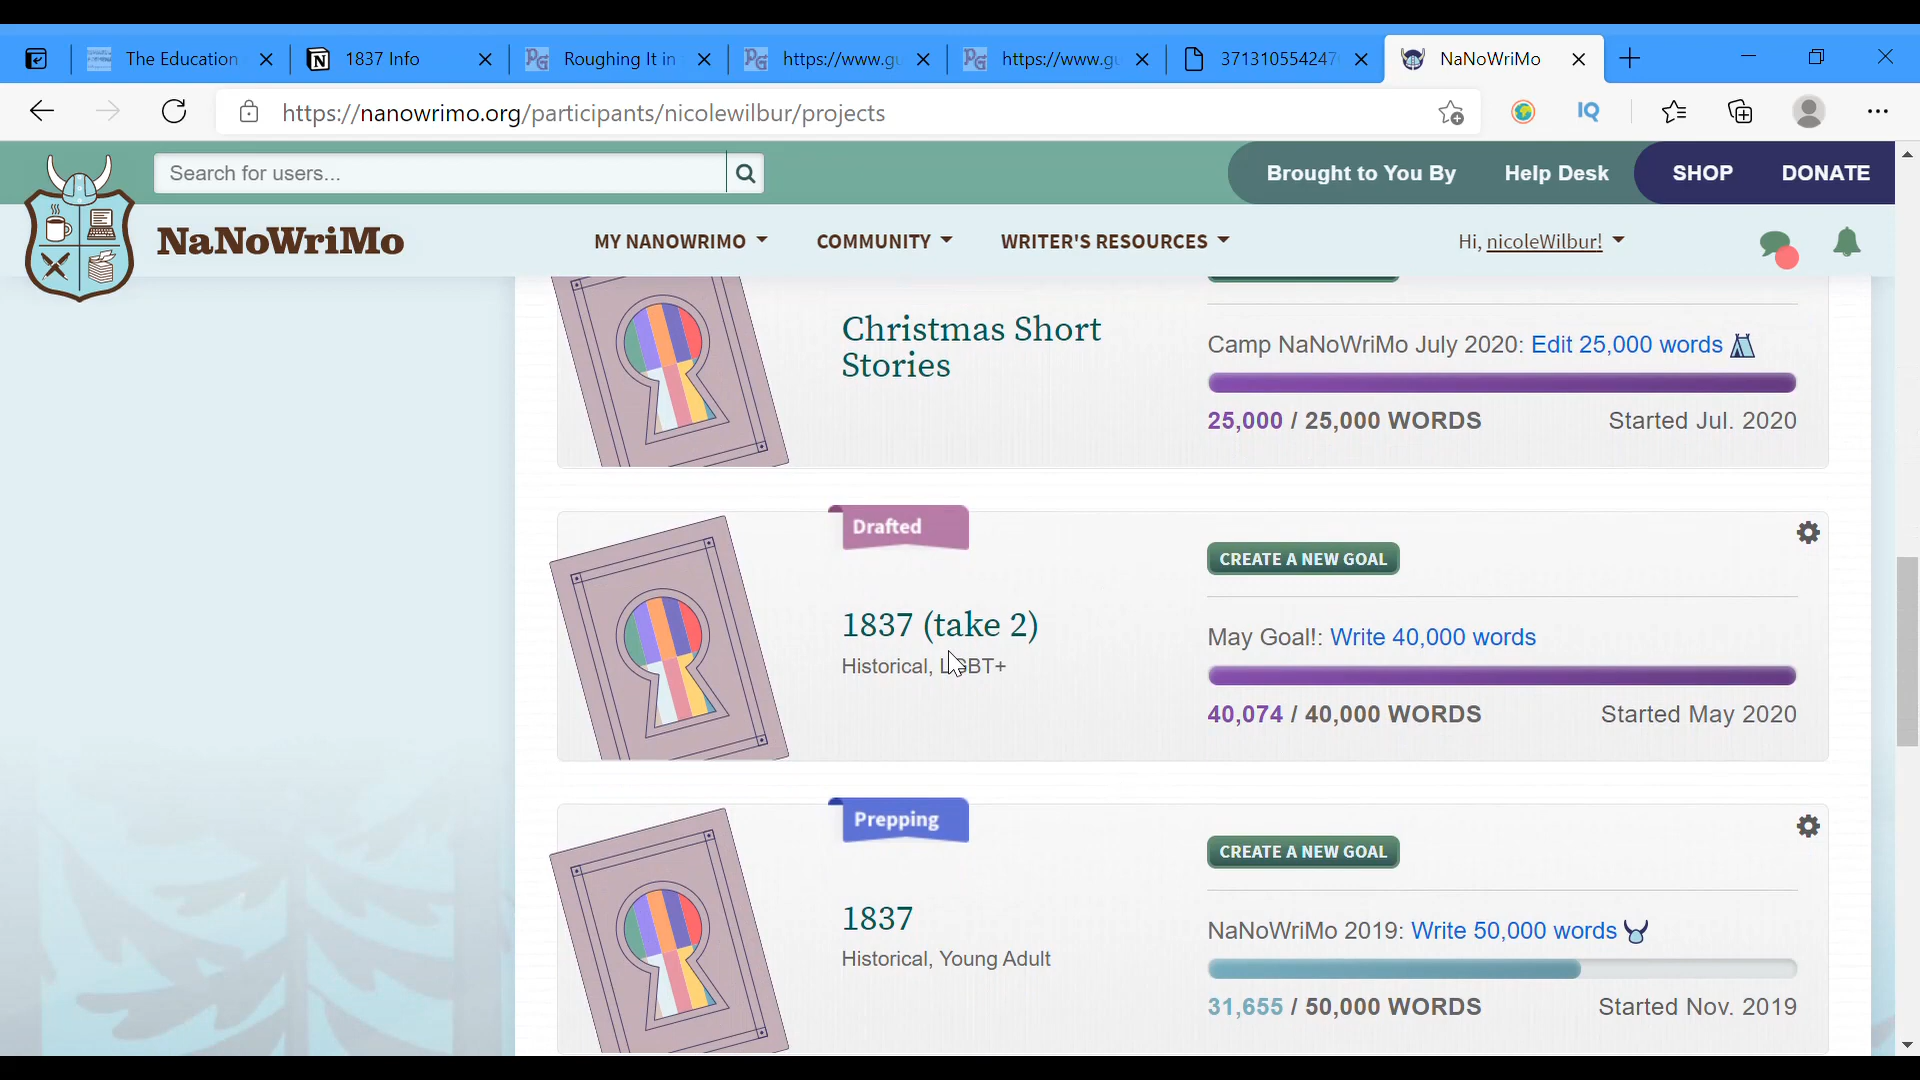 The Education
1837 Info
Roughing It in
https://www.gu
https://www.gu
371310554247
NaNoWriMo
https://nanowrimo.org/participants/nicolewilbur/projects
IQ
Search for users...
Brought to You By
Help Desk
SHOP
DONATE
NaNoWriMo
MY NANOWRIMO
COMMUNITY
WRITER'S RESOURCES
Hi, nicoleWilbur!
Christmas Short
Stories
Camp NaNoWriMo July 2020: Edit 25,000 words
25,000 / 25,000 WORDS
Started Jul. 2020
Drafted
CREATE A NEW GOAL
1837 (take 2)
Historical, LGBT+
May Goal!: Write 40,000 words
40,074 / 40,000 WORDS
Started May 2020
Prepping
CREATE A NEW GOAL
1837
Historical, Young Adult
NaNoWriMo 2019: Write 50,000 words
31,655 / 50,000 WORDS
Started Nov. 2019